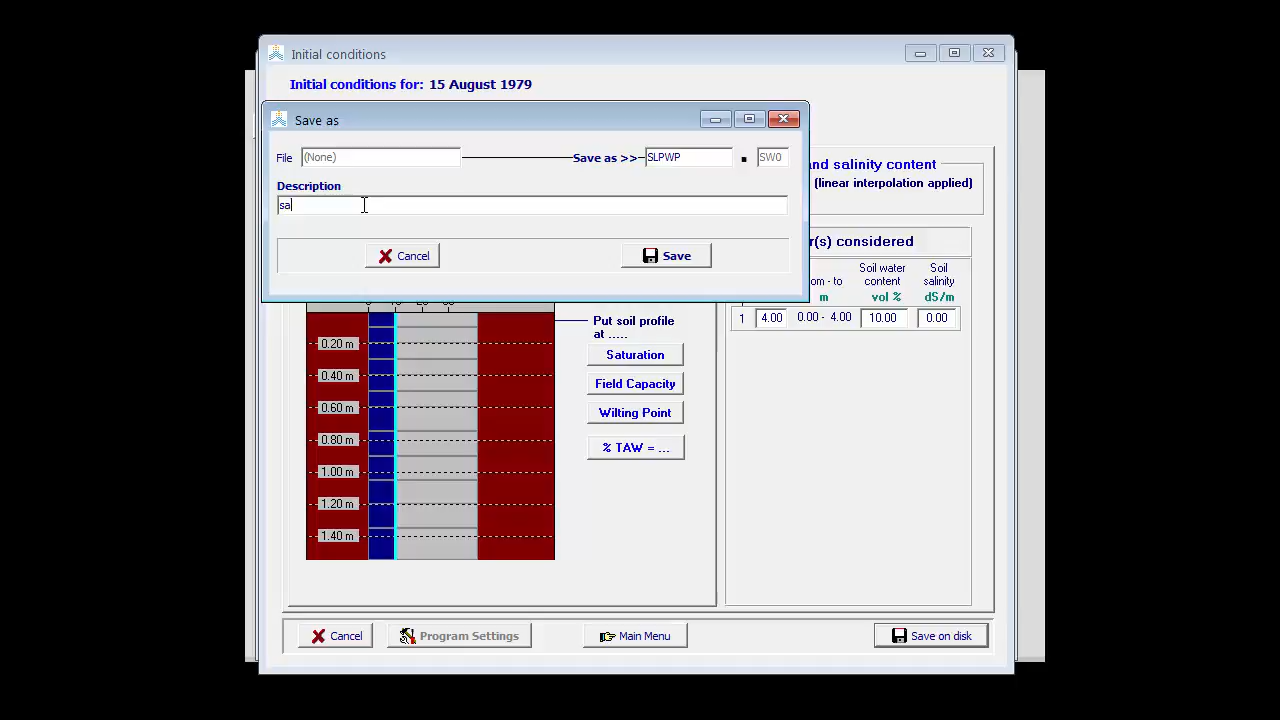 Initial conditions
Initial conditions for: 15 August 1979
Save as
File (None) Save as >> SLPWP . SW0
Description
sa
Cancel Save
and salinity content
(linear interpolation applied)
r(s) considered
om - to Soil water content Soil salinity
m vol % dS/m
1 4.00 0.00 - 4.00 10.00 0.00
Put soil profile
at .....
Saturation
Field Capacity
Wilting Point
% TAW = ...
0.20 m
0.40 m
0.60 m
0.80 m
1.00 m
1.20 m
1.40 m
Cancel Program Settings Main Menu Save on disk